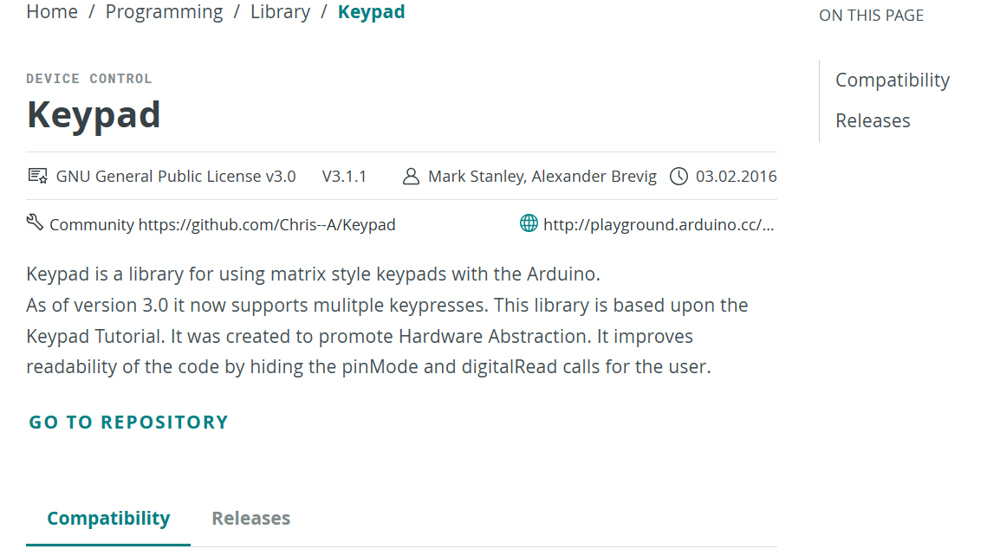 Home / Programming / Library / Keypad
ON THIS PAGE
Compatibility
Releases
DEVICE CONTROL
Keypad
GNU General Public License v3.0 V3.1.1 Mark Stanley, Alexander Brevig 03.02.2016
Community https://github.com/Chris--A/Keypad http://playground.arduino.cc/...
Keypad is a library for using matrix style keypads with the Arduino.
As of version 3.0 it now supports mulitple keypresses. This library is based upon the
Keypad Tutorial. It was created to promote Hardware Abstraction. It improves
readability of the code by hiding the pinMode and digitalRead calls for the user.
GO TO REPOSITORY
Compatibility Releases